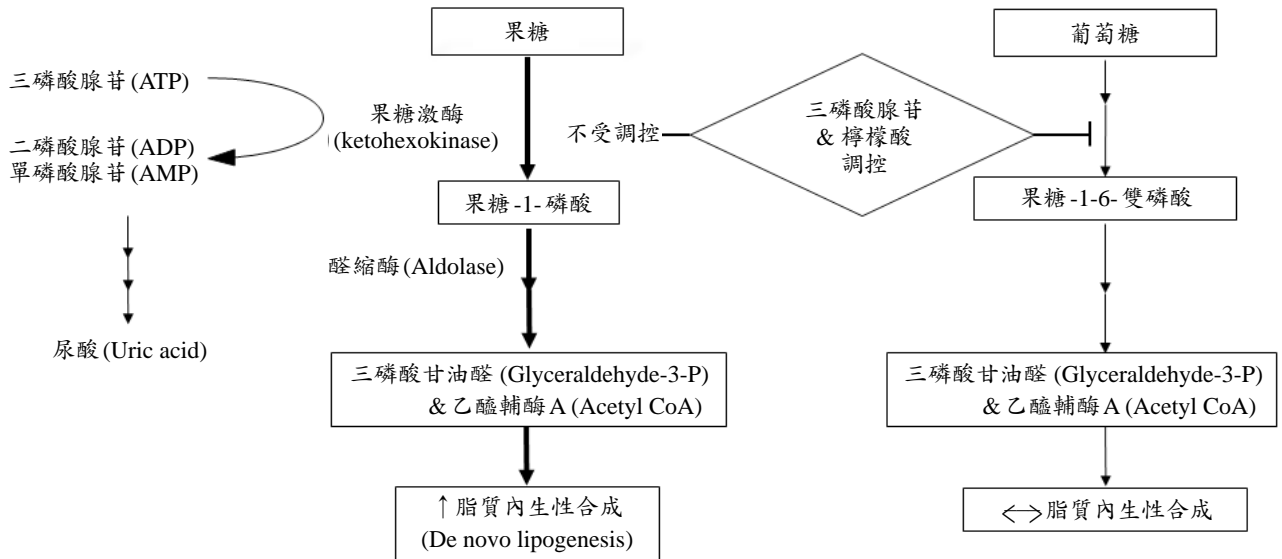 果糖
葡萄糖
三磷酸腺苷(ATP)
二磷酸腺苷(ADP)
單磷酸腺苷(AMP)
尿酸(Uric acid)
果糖激酶
(ketohexokinase)
不受調控
三磷酸腺苷
&檸檬酸
調控
果糖-1-磷酸
果糖-1-6-雙磷酸
醛縮酶(Aldolase)
三磷酸甘油醛(Glyceraldehyde-3-P)
&乙醯輔酶A (Acetyl CoA)
三磷酸甘油醛(Glyceraldehyde-3-P)
&乙醯輔酶A (Acetyl CoA)
↑脂質內生性合成
(De novo lipogenesis)
↔脂質內生性合成